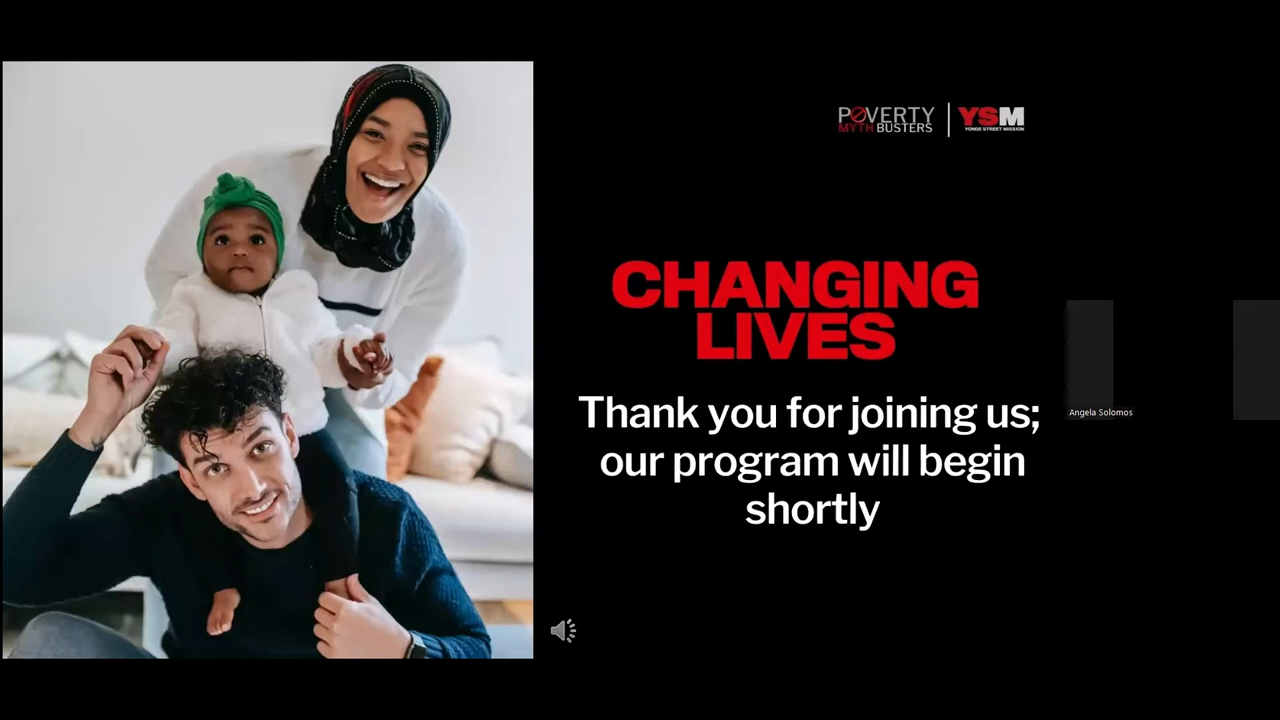 POVERTY
MYTH BUSTERS
YSM
YONGE STREET MISSION
CHANGING
LIVES
Thank you for joining us;
our program will begin
shortly
Angela Solomos